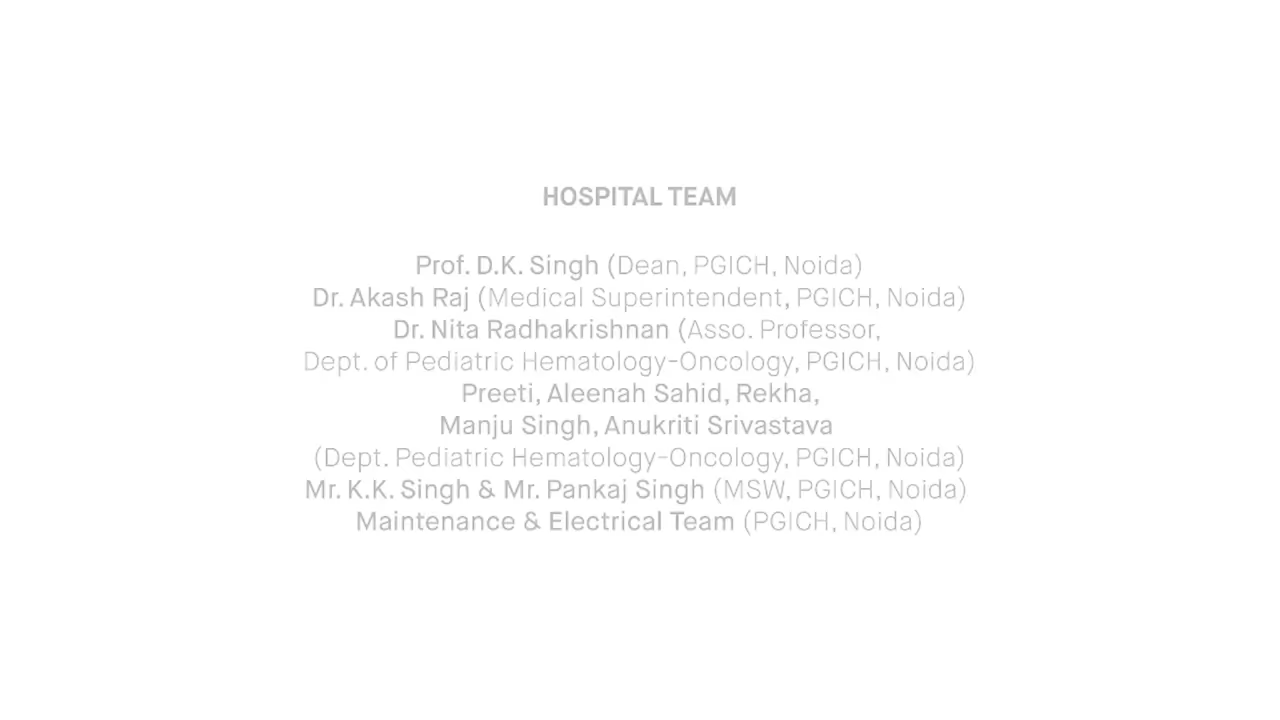 HOSPITAL TEAM
Prof. D.K. Singh (Dean, PGICH, Noida)
Dr. Akash Raj (Medical Superintendent, PGICH, Noida)
Dr. Nita Radhakrishnan (Asso. Professor,
Dept. of Pediatric Hematology-Oncology, PGICH, Noida)
Preeti, Aleenah Sahid, Rekha,
Manju Singh, Anukriti Srivastava
(Dept. Pediatric Hematology-Oncology, PGICH, Noida)
Mr. K.K. Singh & Mr. Pankaj Singh (MSW, PGICH, Noida)
Maintenance & Electrical Team (PGICH, Noida)